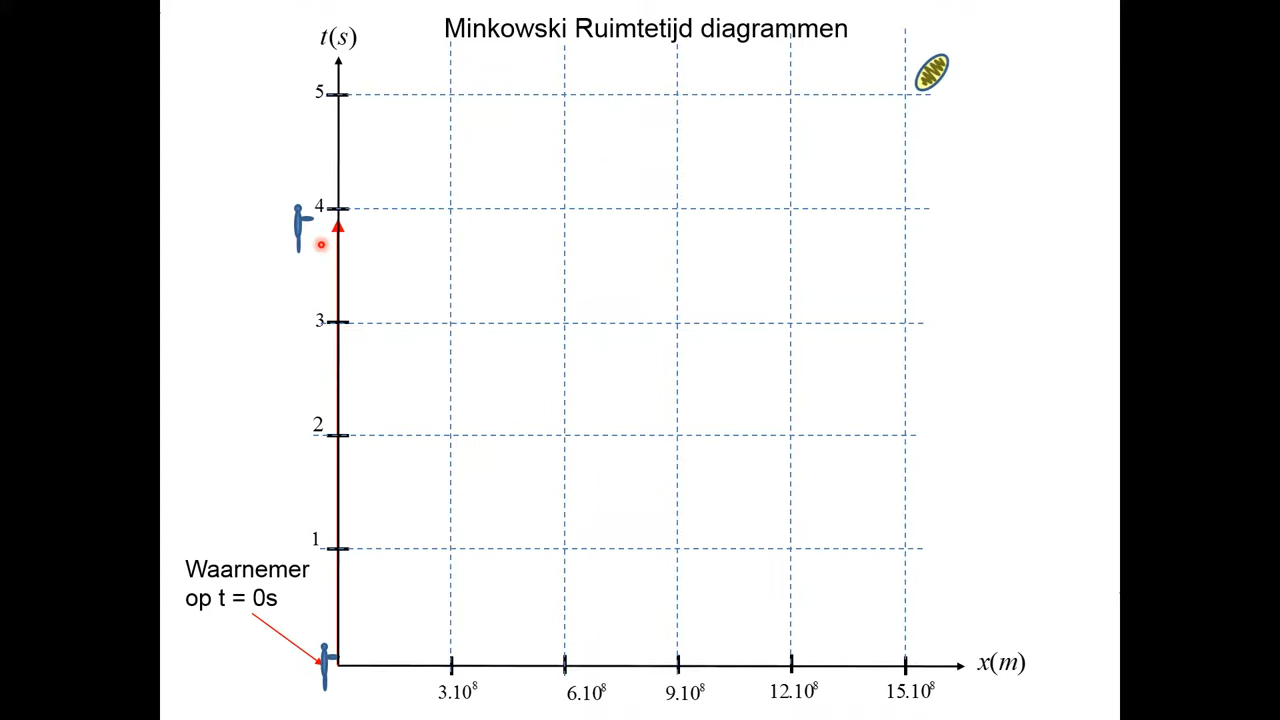 Minkowski Ruimtetijd diagrammen
t(s)
5
4
3
2
1
Waarnemer
op t = 0s
x(m)
3.10⁸ 6.10⁸ 9.10⁸ 12.10⁸ 15.10⁸